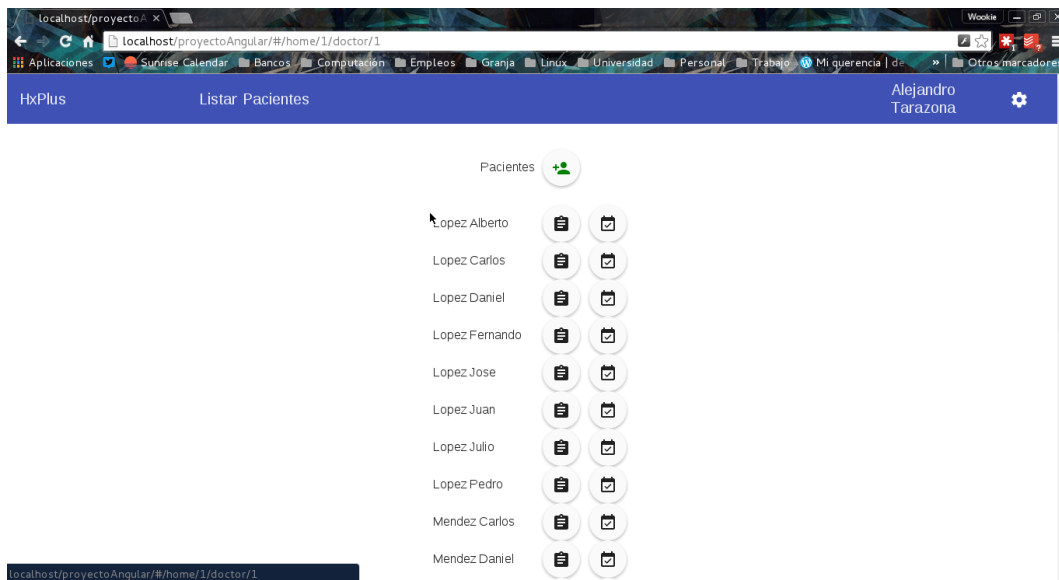 localhost/proyectoA
Wookie
localhost/proyectoAngular/#/home/1/doctor/1
Aplicaciones Sunrise Calendar Bancos Computación Empleos Granja Linux Universidad Personal Trabajo Mi querencia | de » Otros marcadores
HxPlus Listar Pacientes Alejandro
Tarazona
Pacientes
Lopez Alberto
Lopez Carlos
Lopez Daniel
Lopez Fernando
Lopez Jose
Lopez Juan
Lopez Julio
Lopez Pedro
Mendez Carlos
Mendez Daniel
localhost/proyectoAngular/#/home/1/doctor/1